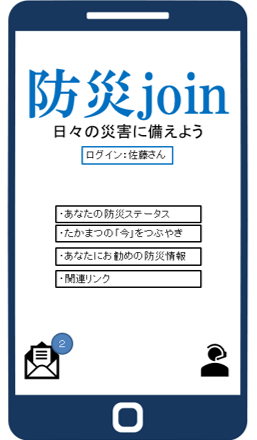 防災join
日々の災害に備えよう
ログイン：佐藤さん
・あなたの防災ステータス
・たかまつの「今」をつぶやき
・あなたにお勧めの防災情報
・関連リンク
2